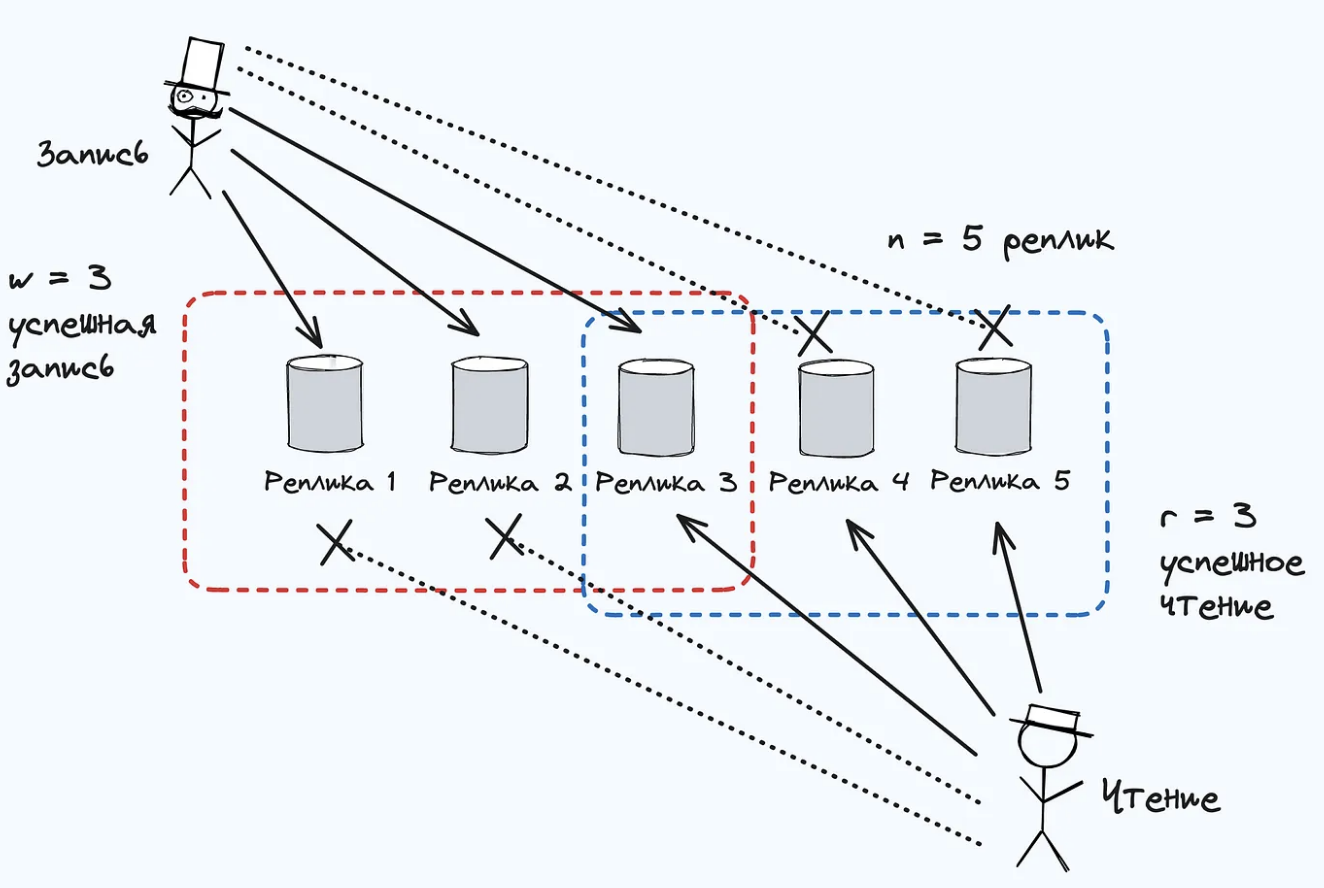 Запись
n = 5 реплик
w = 3
успешная
запись
Реплика 1
Реплика 2
Реплика 3
Реплика 4
Реплика 5
r = 3
успешное
чтение
Чтение